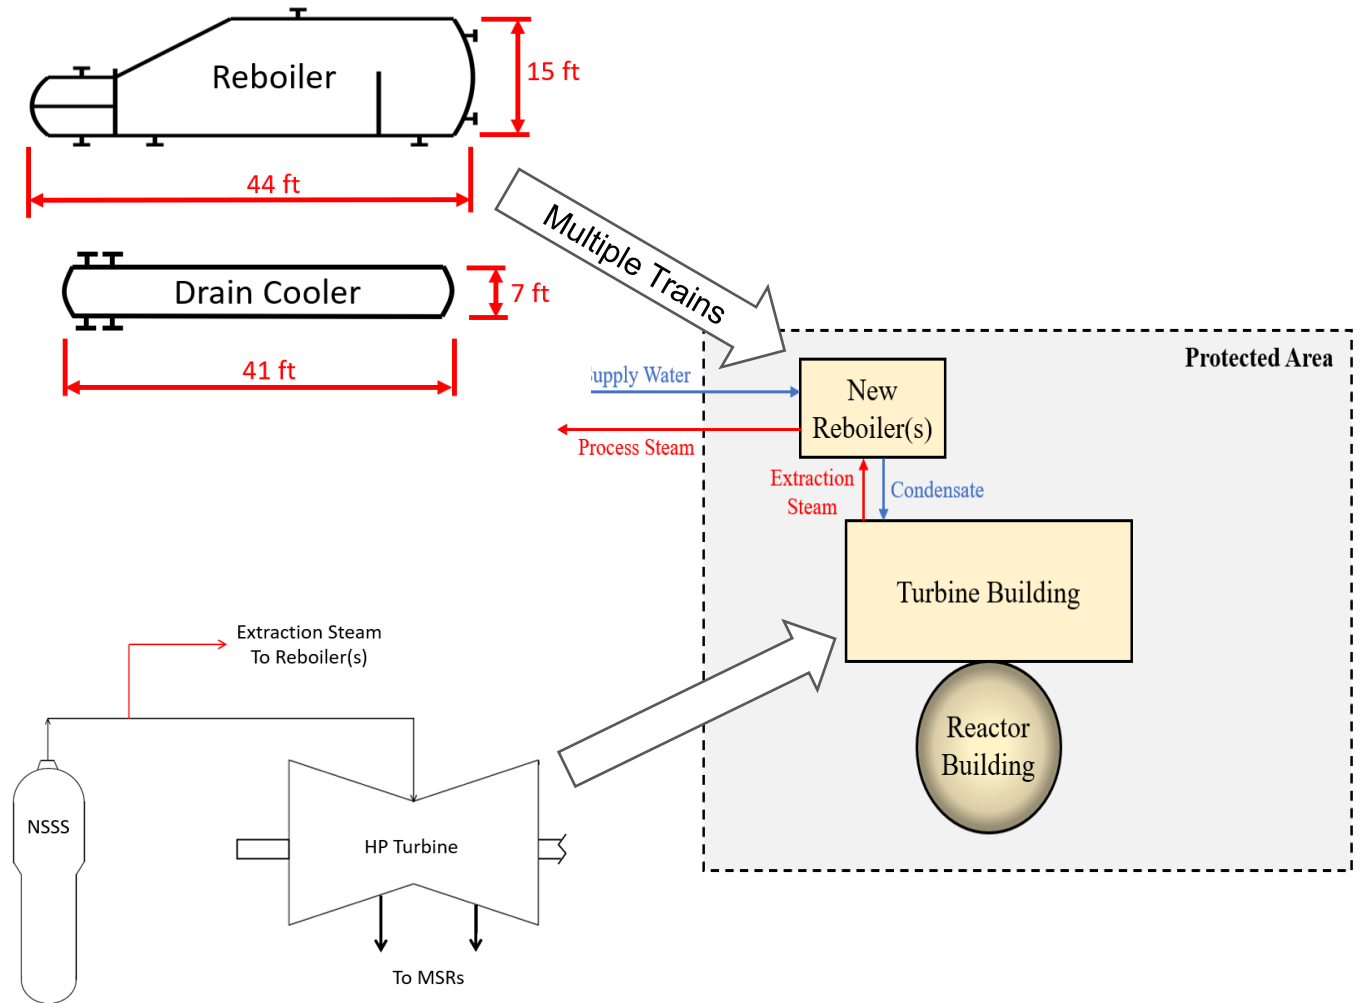 Reboiler
15 ft
44 ft
Drain Cooler
7 ft
41 ft
Multiple Trains
Protected Area
upply Water
New
Reboiler(s)
Process Steam
Extraction
Steam
Condensate
Turbine Building
Reactor
Building
Extraction Steam
To Reboiler(s)
NSSS
HP Turbine
To MSRs